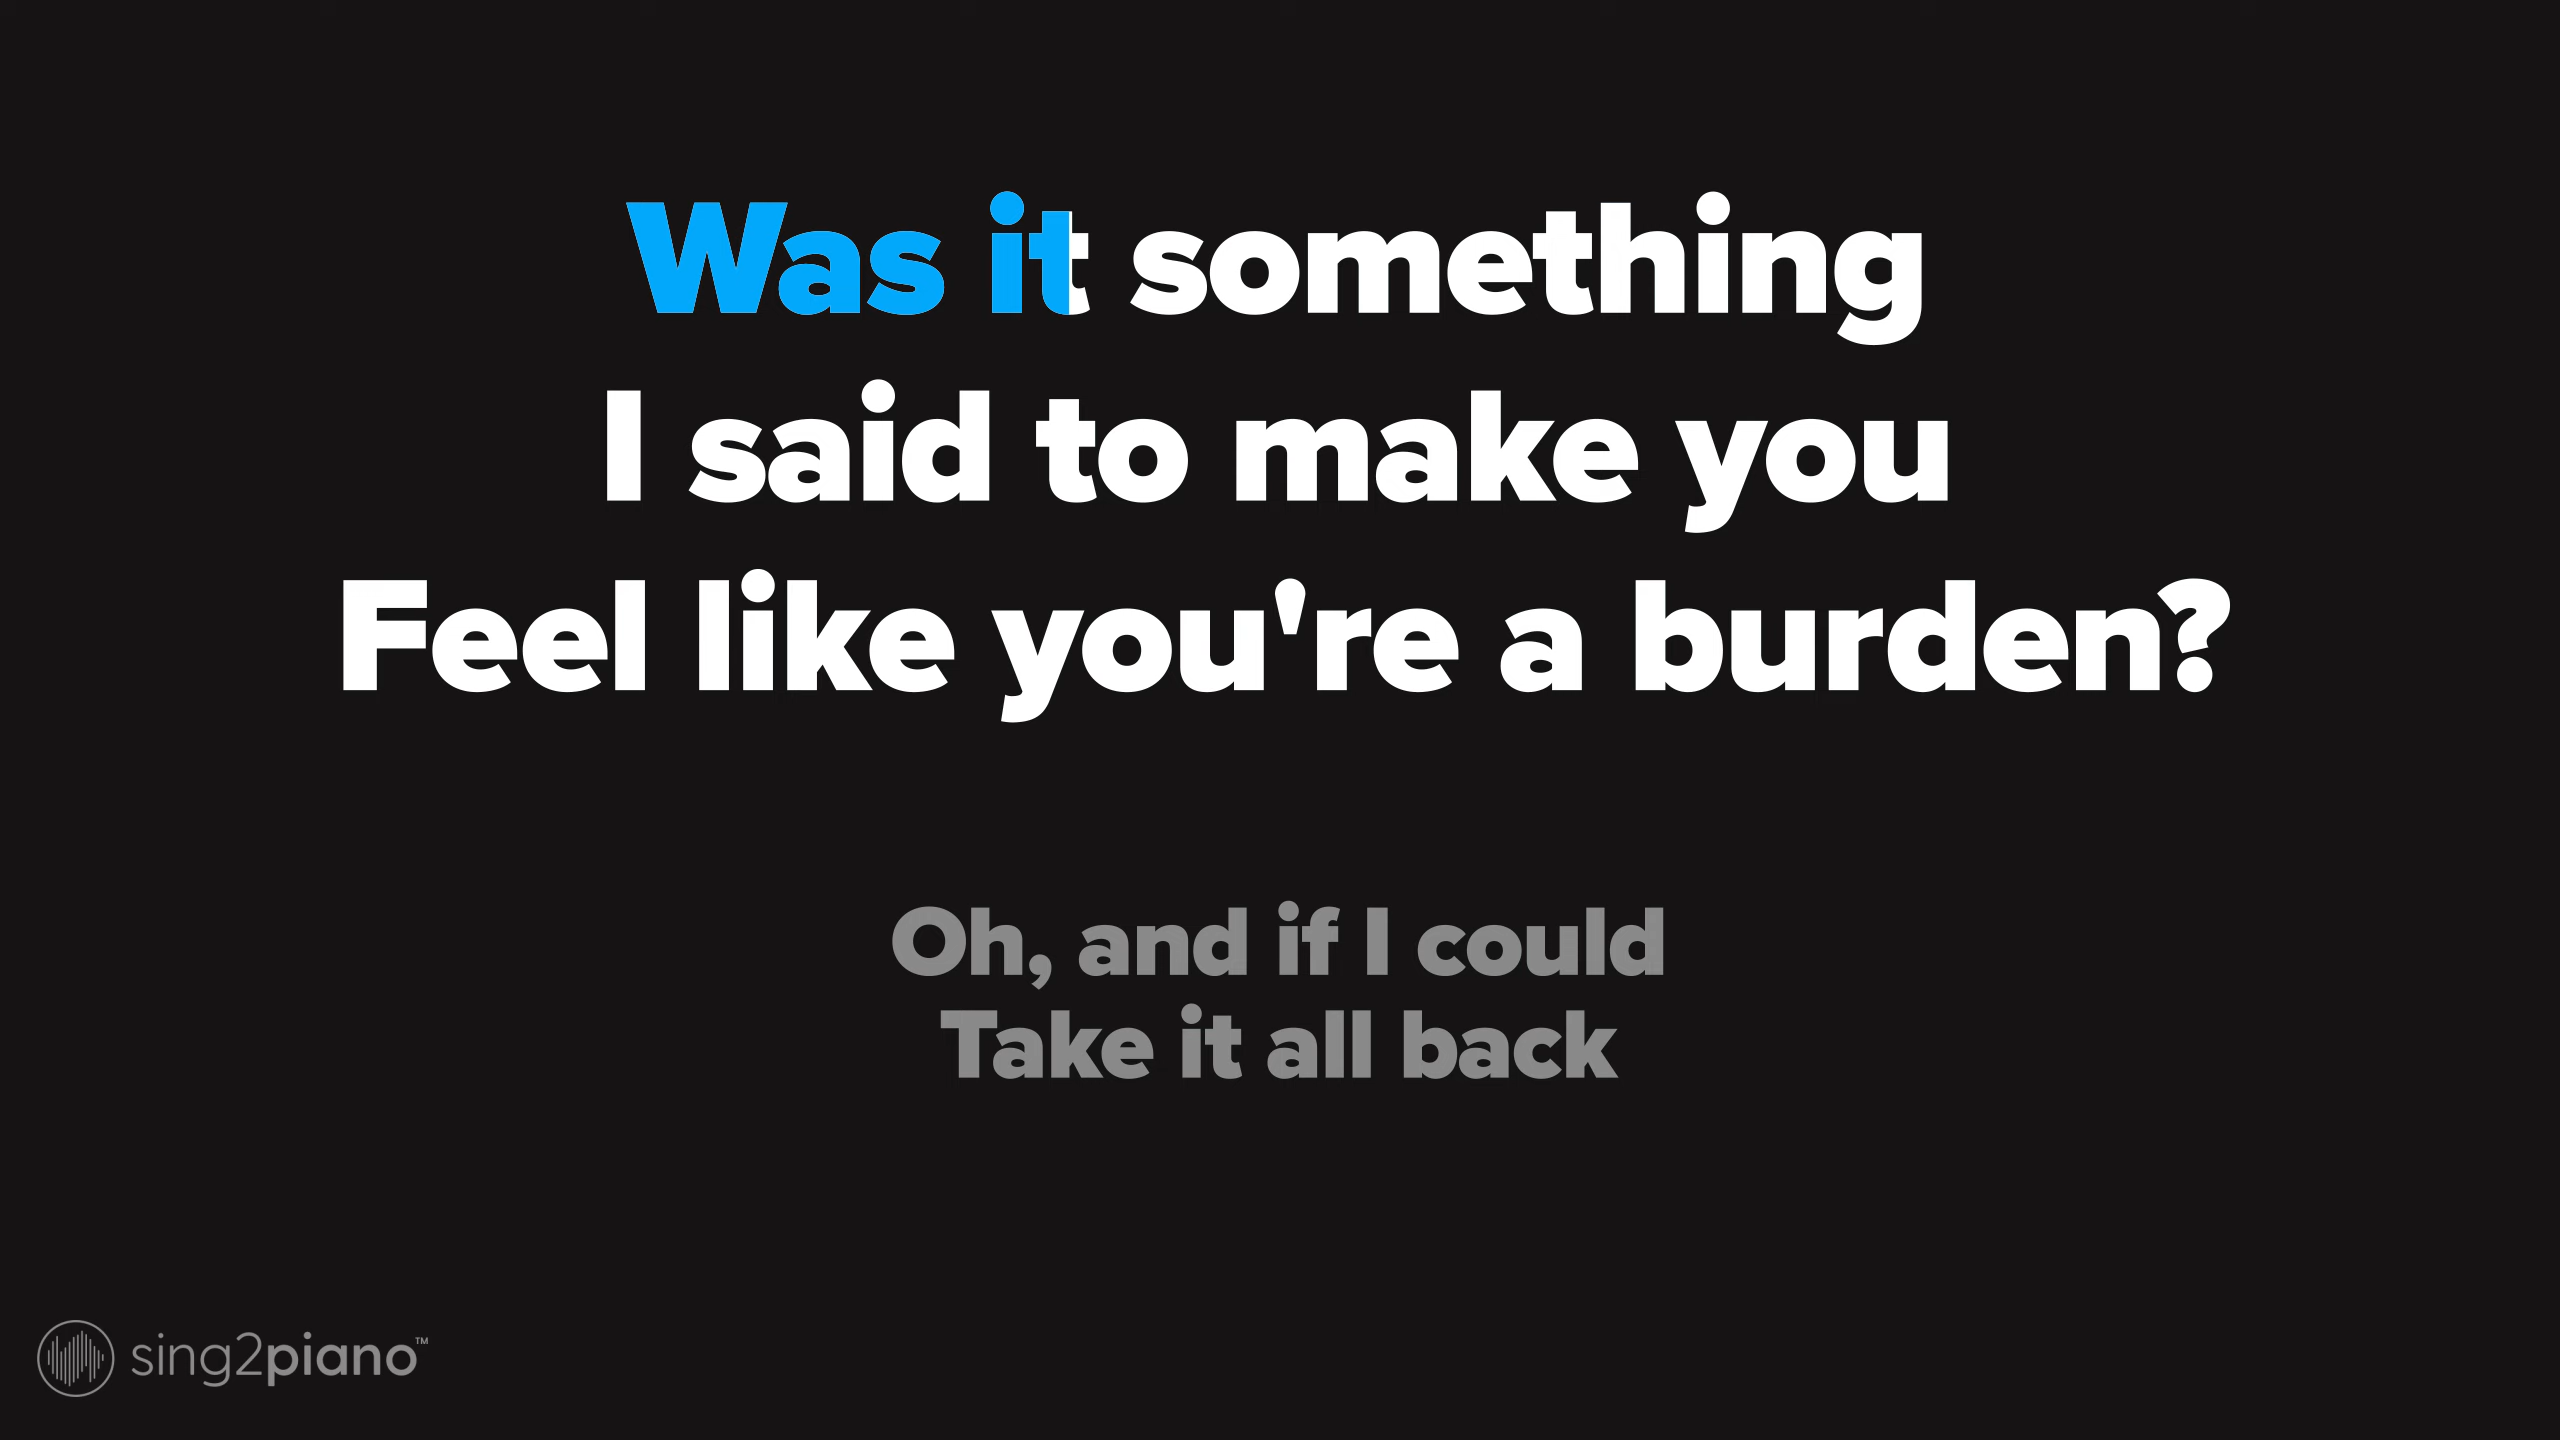 Was it something
I said to make you
Feel like you're a burden?
Oh, and if I could
Take it all back
sing2piano™